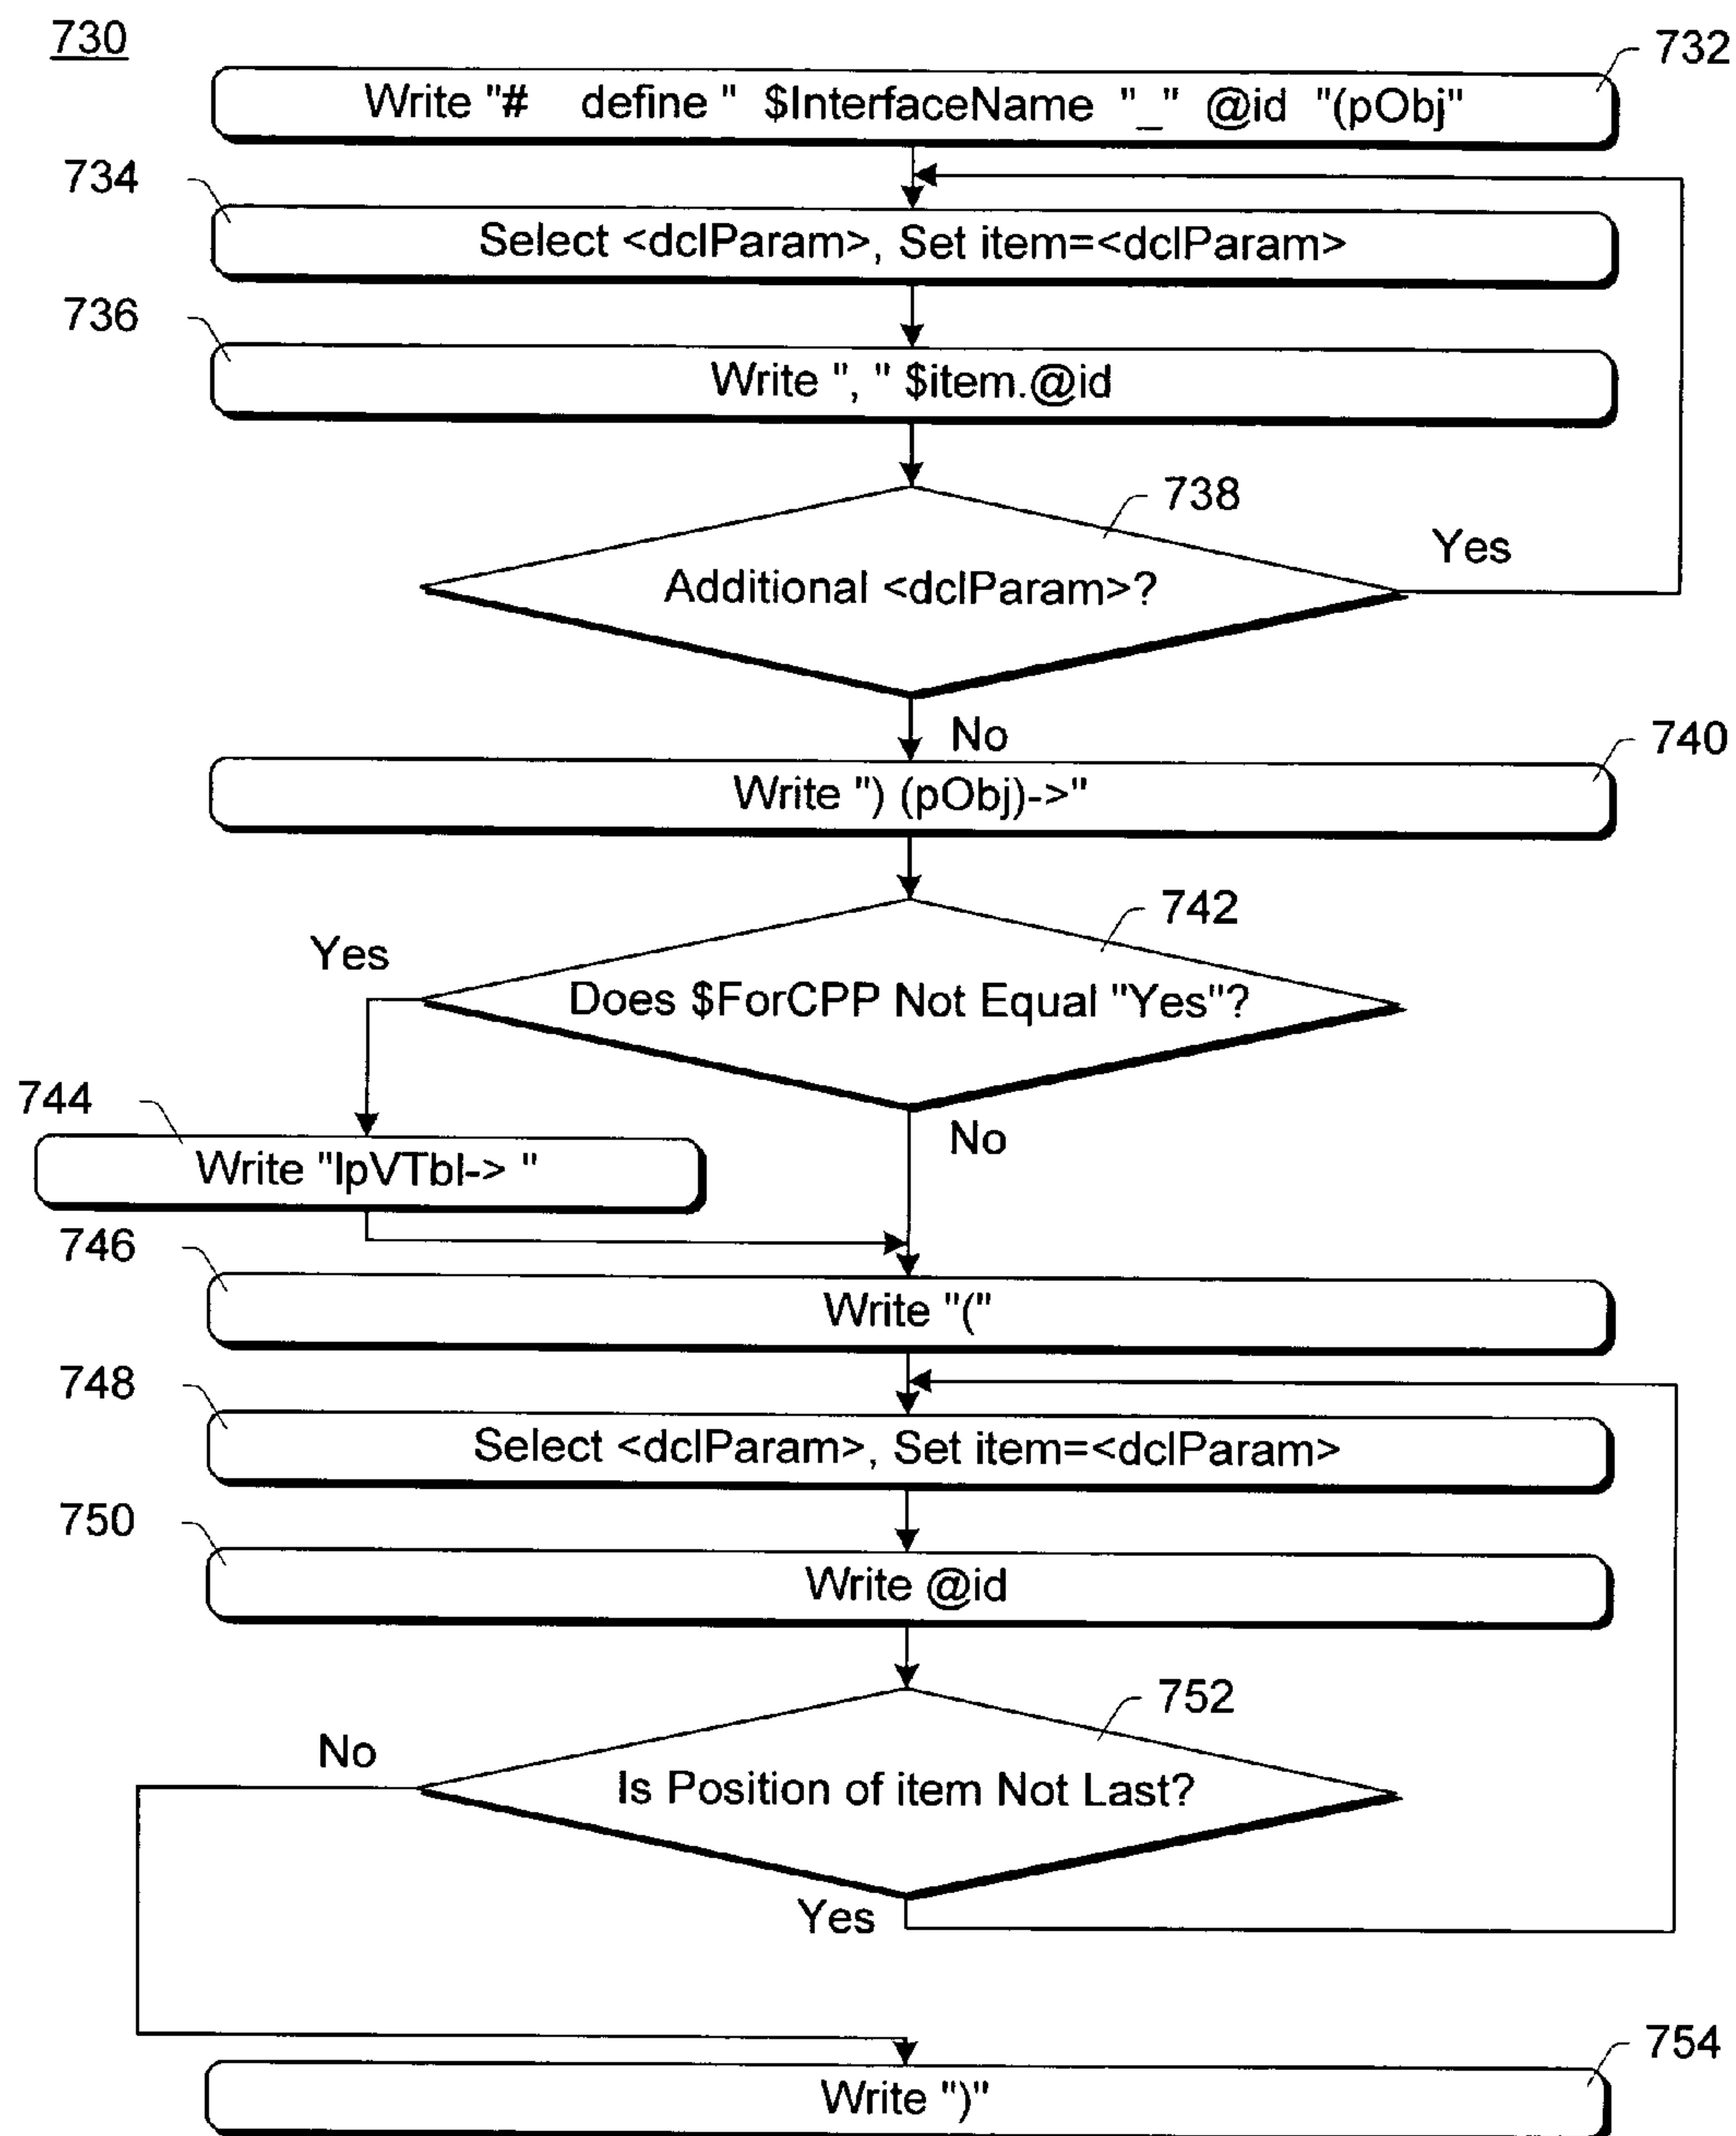 730
732
Write "#    define "  $InterfaceName  "_"  @id  "(pObj"
734
Select <dclParam>, Set item=<dclParam>
736
Write ", " $item.@id
738
Yes
Additional <dclParam>?
No
740
Write ") (pObj)->"
742
Yes
Does $ForCPP Not Equal "Yes"?
744
No
Write "lpVTbl-> "
746
Write "("
748
Select <dclParam>, Set item=<dclParam>
750
Write @id
752
No
Is Position of item Not Last?
Yes
754
Write ")"